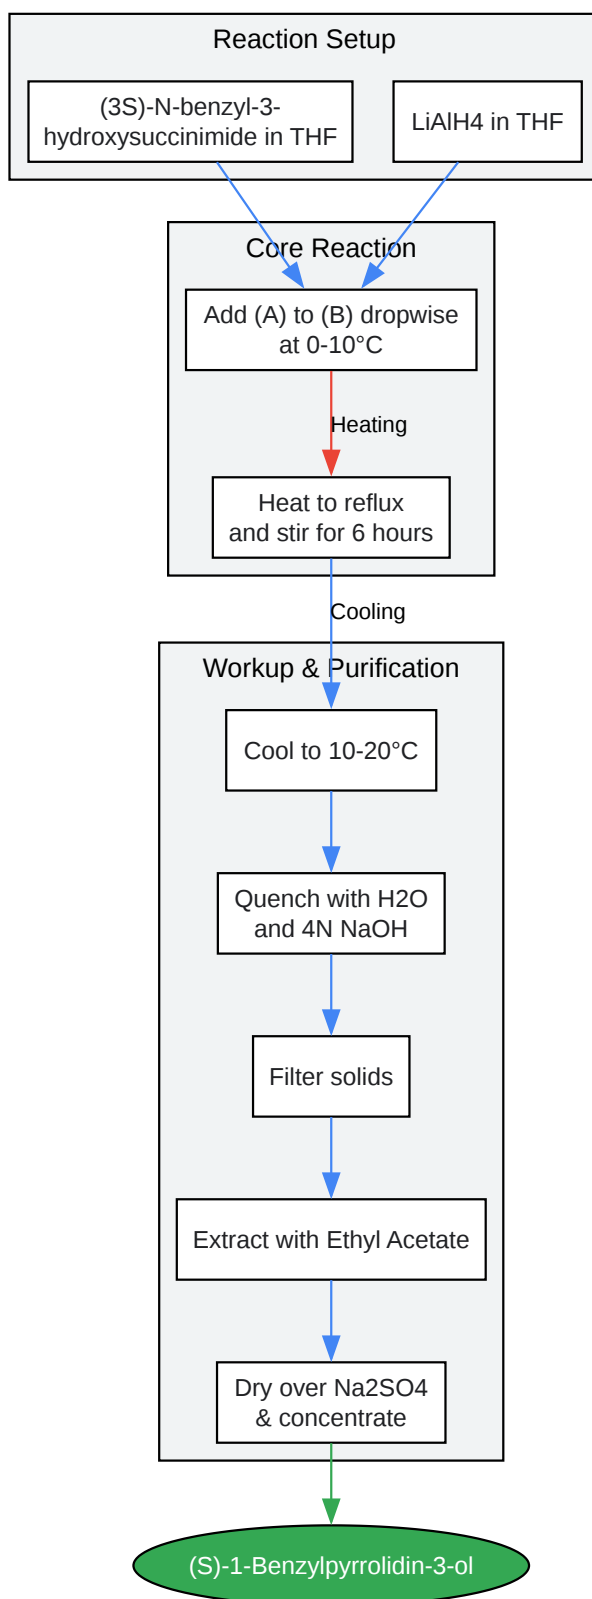 Reaction Setup
(3S)-N-benzyl-3-
hydroxysuccinimide in THF
LiAlH4 in THF
Core Reaction
Add (A) to (B) dropwise
at 0-10°C
Heating
Heat to reflux
and stir for 6 hours
Cooling
Workup & Purification
Cool to 10-20°C
Quench with H2O
and 4N NaOH
Filter solids
Extract with Ethyl Acetate
Dry over Na2SO4
& concentrate
(S)-1-Benzylpyrrolidin-3-ol